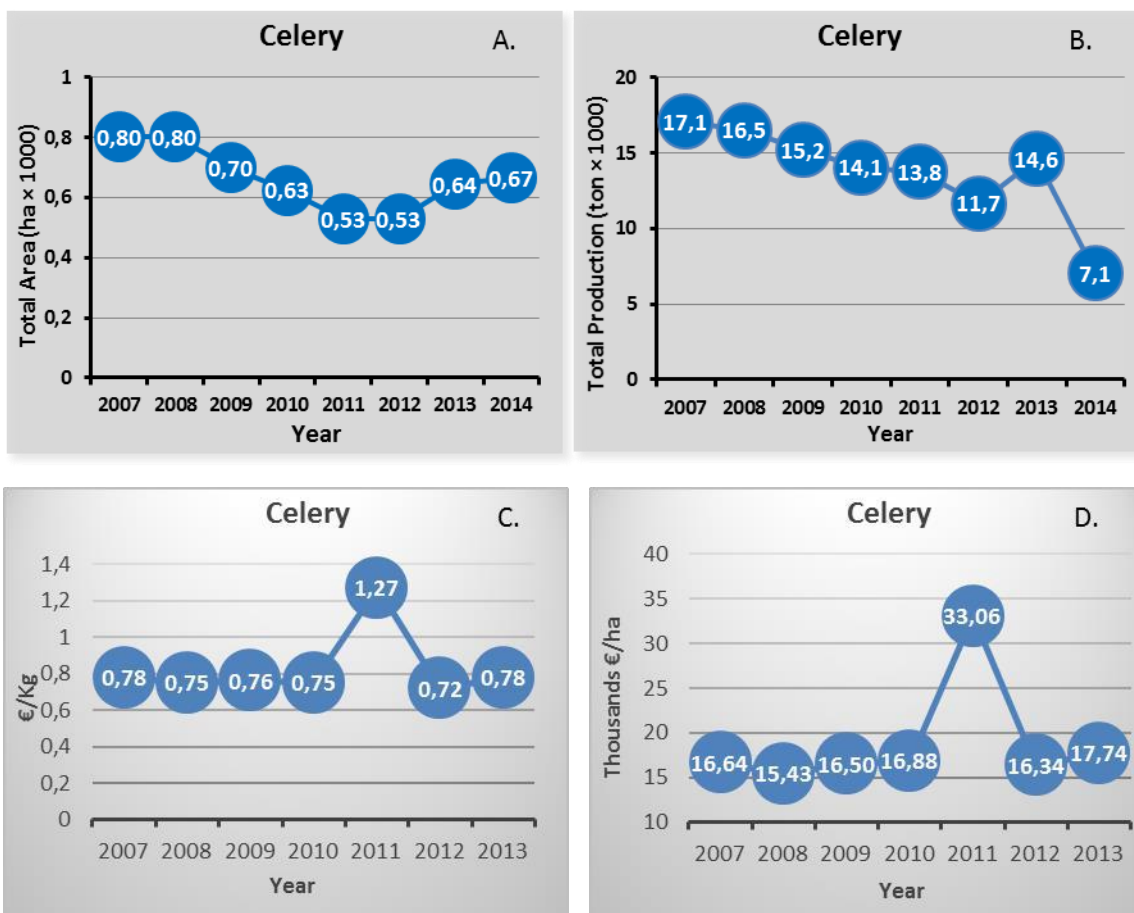 Celery
A.
Total Area (ha × 1000)
1
0,8
0,6
0,4
0,2
0
0,80
0,80
0,70
0,63
0,53
0,53
0,64
0,67
2007 2008 2009 2010 2011 2012 2013 2014
Year
Celery
B.
Total Production (ton × 1000)
20
15
10
5
0
17,1
16,5
15,2
14,1
13,8
11,7
14,6
7,1
2007 2008 2009 2010 2011 2012 2013 2014
Year
Celery
C.
€/Kg
1,4
1,2
1
0,8
0,6
0,4
0,2
0
0,78
0,75
0,76
0,75
1,27
0,72
0,78
2007 2008 2009 2010 2011 2012 2013
Year
Celery
D.
Thousands €/ha
40
35
30
25
20
15
10
16,64
15,43
16,50
16,88
33,06
16,34
17,74
2007 2008 2009 2010 2011 2012 2013
Year